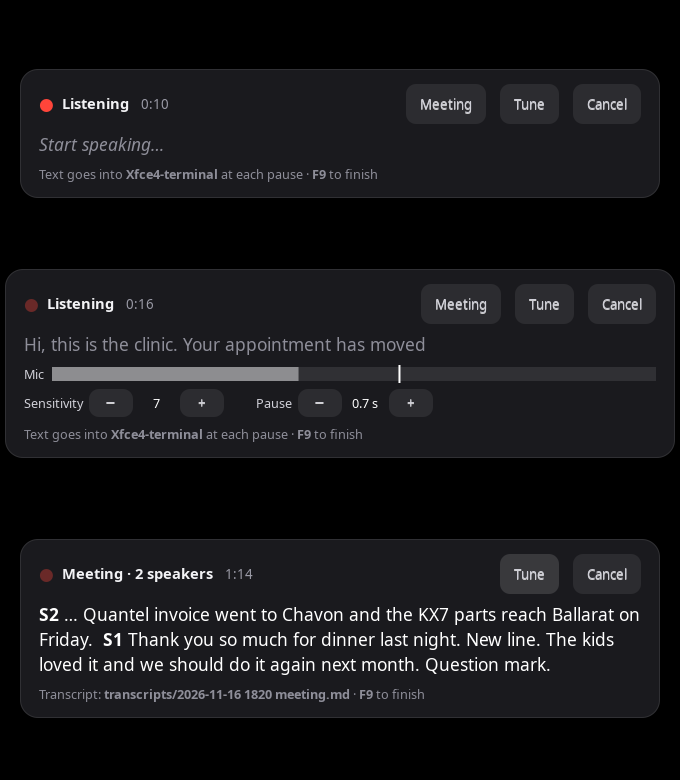 Listening 0:10 Meeting Tune Cancel
Start speaking...
Text goes into Xfce4-terminal at each pause · F9 to finish
Listening 0:16 Meeting Tune Cancel
Hi, this is the clinic. Your appointment has moved
Mic
Sensitivity − 7 + Pause − 0.7 s +
Text goes into Xfce4-terminal at each pause · F9 to finish
Meeting · 2 speakers 1:14 Tune Cancel
S2 ... Quantel invoice went to Chavon and the KX7 parts reach Ballarat on
Friday. S1 Thank you so much for dinner last night. New line. The kids
loved it and we should do it again next month. Question mark.
Transcript: transcripts/2026-11-16 1820 meeting.md · F9 to finish